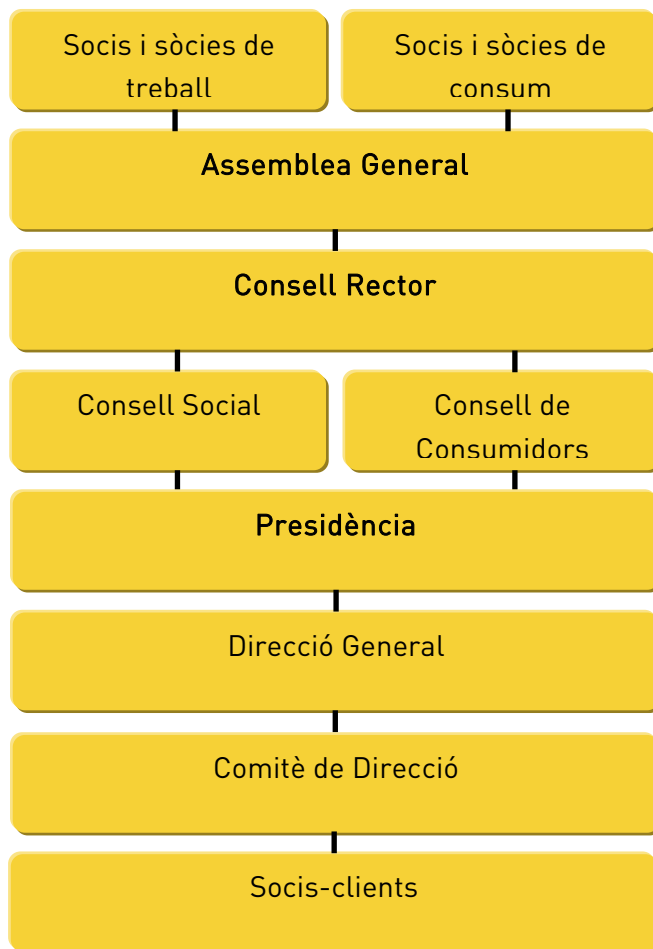 Socis i sòcies de
treball
Socis i sòcies de
consum
Assemblea General
Consell Rector
Consell Social
Consell de
Consumidors
Presidència
Direcció General
Comitè de Direcció
Socis-clients